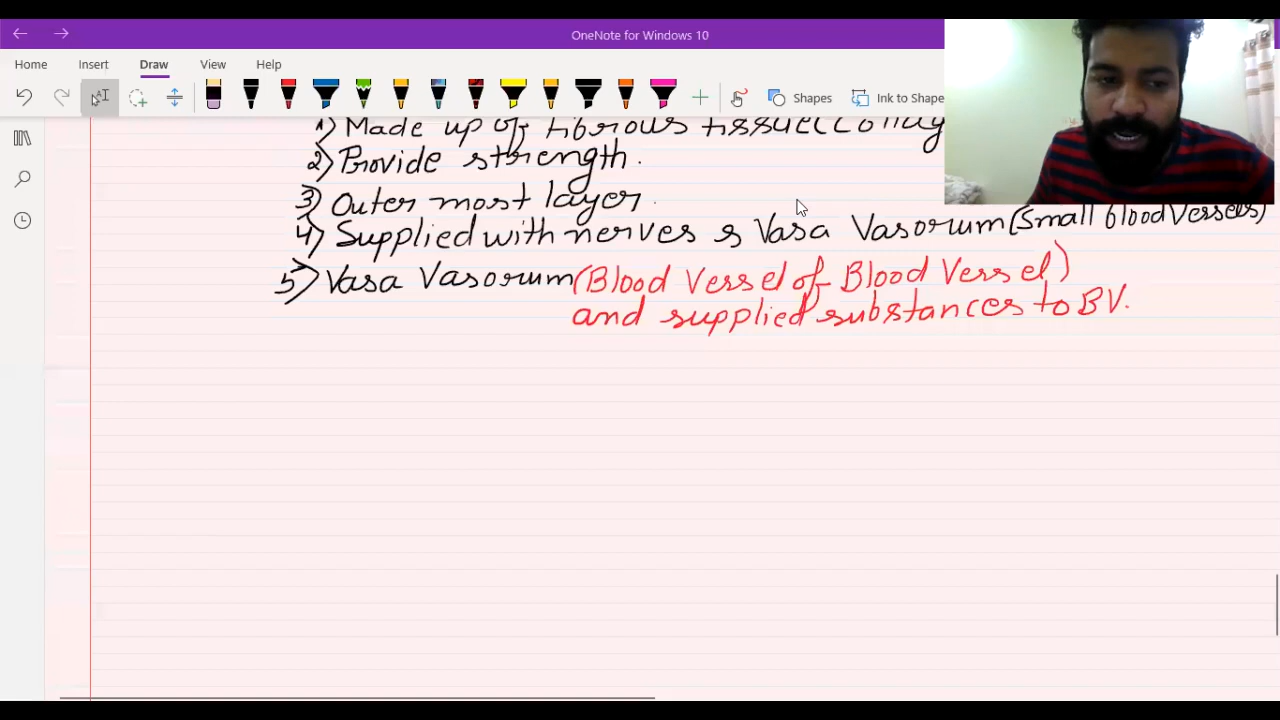 OneNote for Windows 10
Home Insert Draw View Help
Shapes Ink to Shape
1) Made up of fibrous tissue(Collag
2) Provide strength.
3) Outer most layer.
4) Supplied with nerves & Vasa Vasorum(Small blood Vessels)
5) Vasa Vasorum(Blood Vessel of Blood Vessel)
and supplied substances to BV.